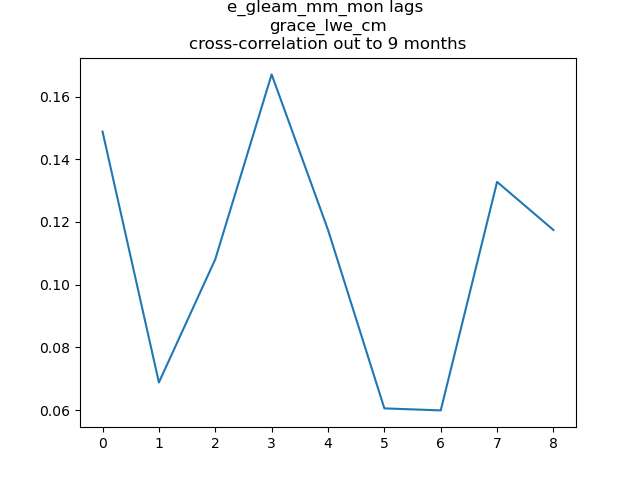 e_gleam_mm_mon lags
grace_lwe_cm
cross-correlation out to 9 months
0.16
0.14
0.12
0.10
0.08
0.06
0 1 2 3 4 5 6 7 8